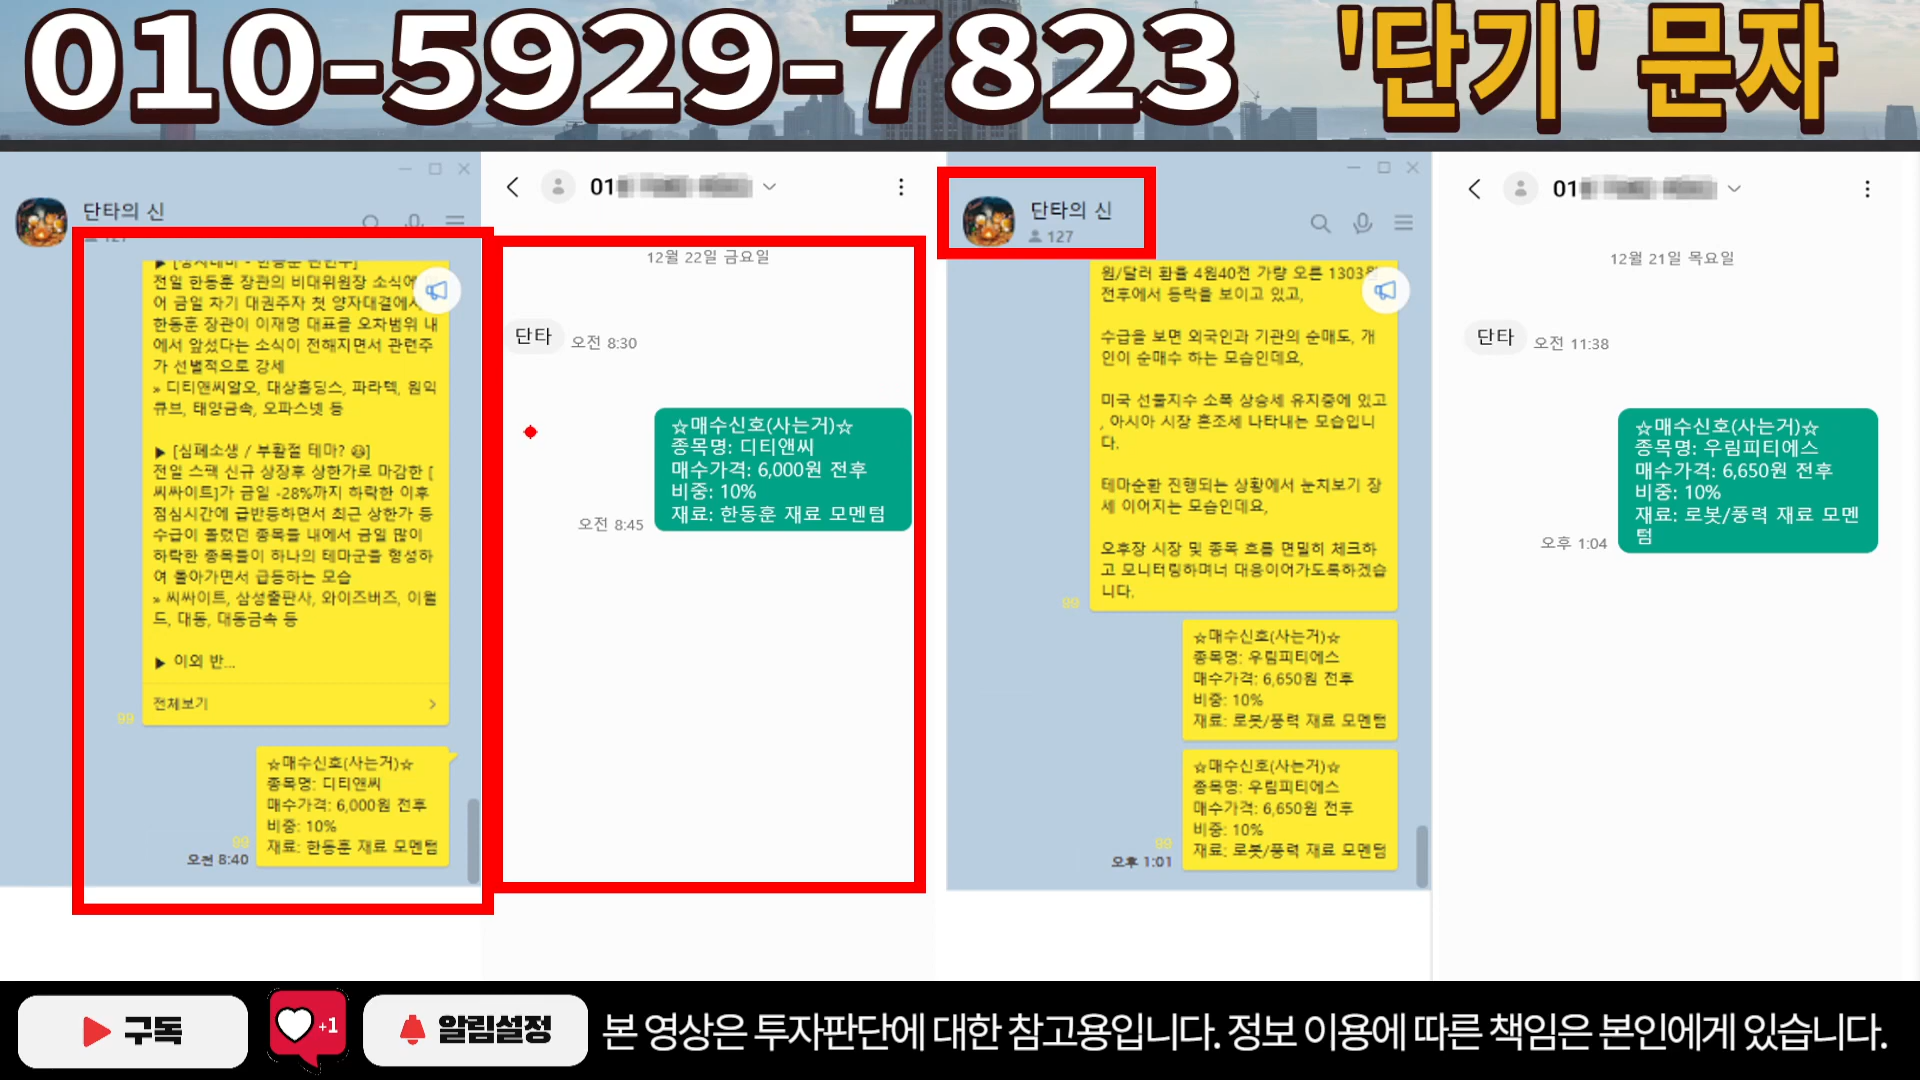 010-5929-7823 '단기' 문자
단타의 신
전일 한동훈 장관의 비대위원장 소식에
어 금일 차기 대권주자 첫 양자대결에서
한동훈 장관이 이재명 대표를 오차범위 내
에서 앞섰다는 소식이 전해지면서 관련주
가 선별적으로 강세
» 디티앤씨알오, 대상홀딩스, 파라텍, 원익
큐브, 태양금속, 오파스넷 등
▶ [심폐소생 / 부활절 테마? 😆]
전일 스팩 신규 상장후 상한가로 마감한 [
씨싸이트]가 금일 -28%까지 하락한 이후
점심시간에 급반등하면서 최근 상한가 등
수급이 몰렸던 종목들 내에서 금일 많이
하락한 종목들이 하나의 테마군을 형성하
여 돌아가면서 급등하는 모습
» 씨싸이트, 삼성출판사, 와이즈버즈, 이월
드, 대동, 대동금속 등
▶ 이외 반...
전체보기
99
☆매수신호(사는거)☆
종목명: 디티앤씨
매수가격: 6,000원 전후
비중: 10%
재료: 한동훈 재료 모멘텀
99
오전 8:40
01
12월 22일 금요일
단타 오전 8:30
☆매수신호(사는거)☆
종목명: 디티앤씨
매수가격: 6,000원 전후
비중: 10%
재료: 한동훈 재료 모멘텀
오전 8:45
단타의 신
127
원/달러 환율 4원40전 가량 오른 1303원
전후에서 등락을 보이고 있고,
수급을 보면 외국인과 기관의 순매도, 개
인이 순매수 하는 모습인데요,
미국 선물지수 소폭 상승세 유지중에 있고
, 아시아 시장 혼조세 나타내는 모습입니
다.
테마순환 진행되는 상황에서 눈치보기 장
세 이어지는 모습인데요,
오후장 시장 및 종목 흐름 면밀히 체크하
고 모니터링하며너 대응이어가도록하겠습
니다.
99
☆매수신호(사는거)☆
종목명: 우림피티에스
매수가격: 6,650원 전후
비중: 10%
재료: 로봇/풍력 재료 모멘텀
☆매수신호(사는거)☆
종목명: 우림피티에스
매수가격: 6,650원 전후
비중: 10%
재료: 로봇/풍력 재료 모멘텀
99
오후 1:01
01
12월 21일 목요일
단타 오전 11:38
☆매수신호(사는거)☆
종목명: 우림피티에스
매수가격: 6,650원 전후
비중: 10%
재료: 로봇/풍력 재료 모멘
텀
오후 1:04
구독 +1 알림설정 본 영상은 투자판단에 대한 참고용입니다. 정보 이용에 따른 책임은 본인에게 있습니다.